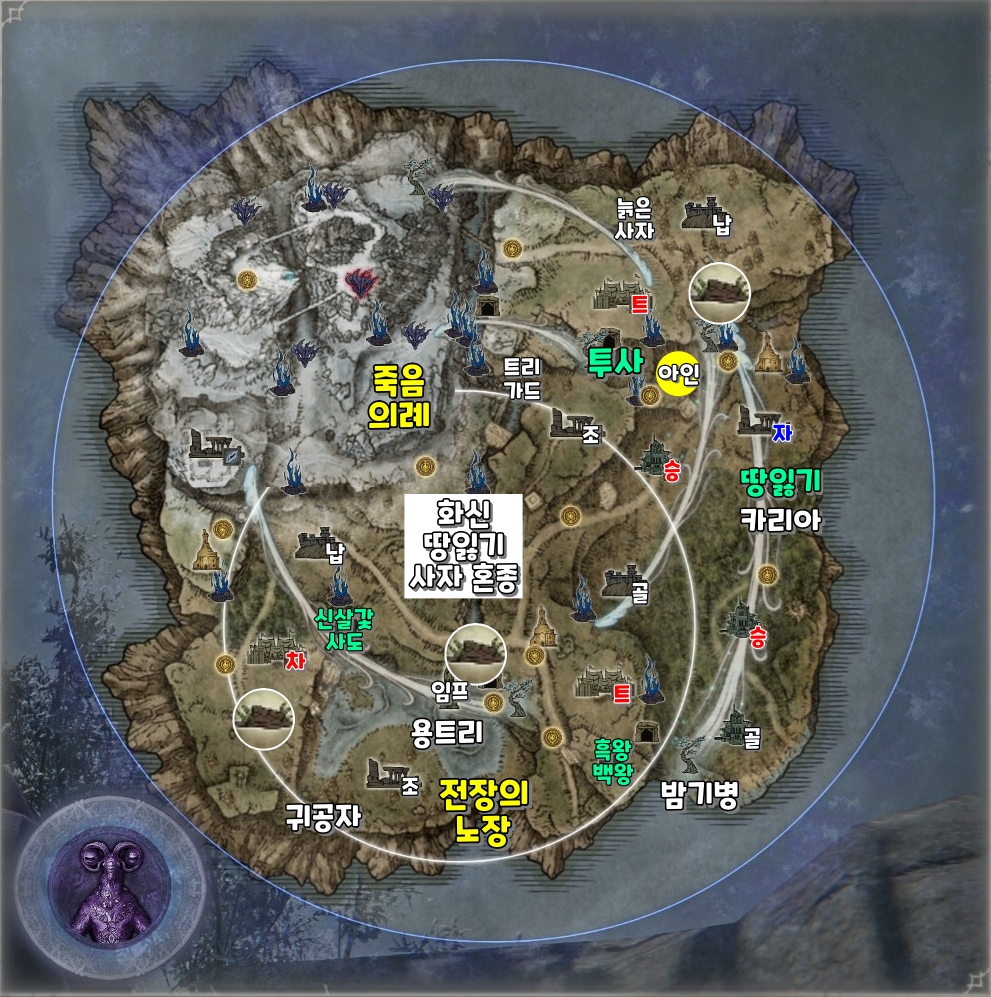 늙은
사자
납
트
트리
가드
투사
아인
죽음
의례
조
자
승
땅잃기
카리아
화신
땅잃기
사자 혼종
납
골
신살갗
사도
승
차
임프
트
용트리
골
흑왕
백왕
조
전장의
노장
밤기병
귀공자